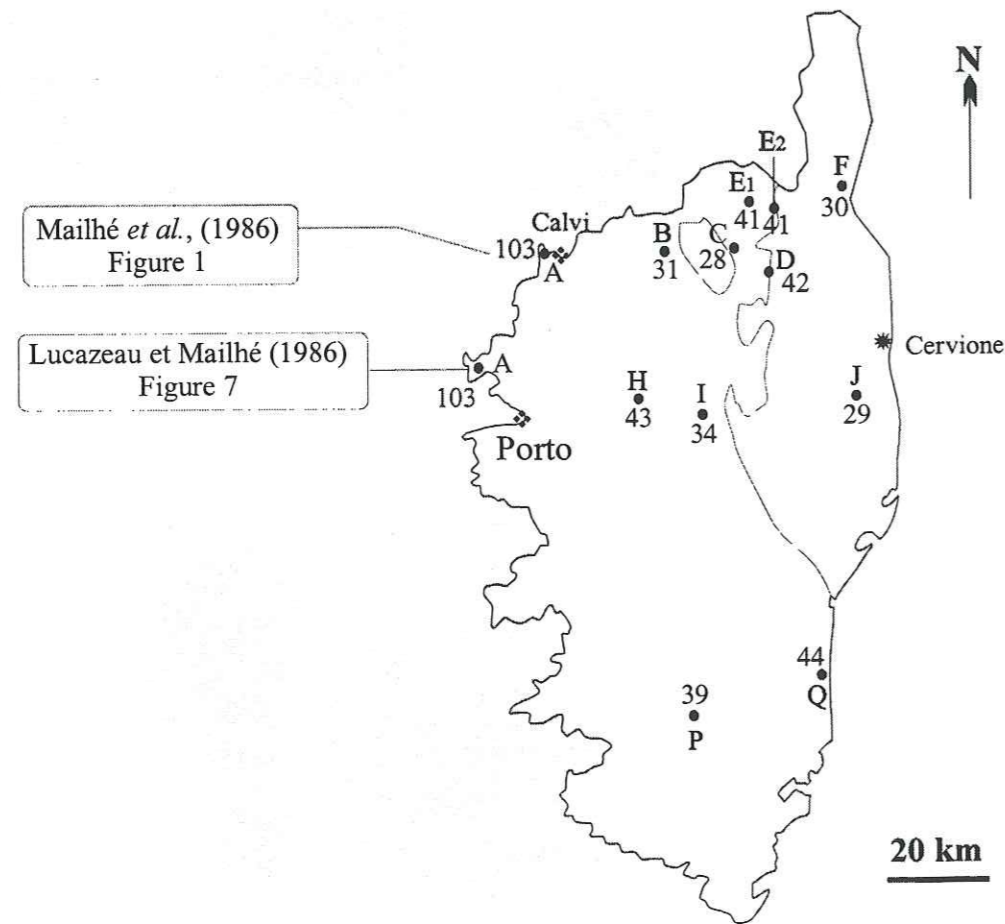 N
E2
F
30
E1
41
41
Mailhé et al., (1986)
Figure 1
Calvi
103
A
B
31
C
28
D
42
Lucazeau et Mailhé (1986)
Figure 7
A
103
Cervione
H
43
I
34
J
29
Porto
44
Q
39
P
20 km